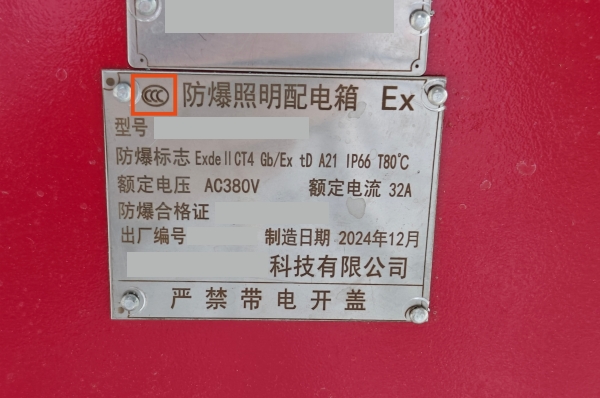 CCC 防爆照明配电箱 Ex
型号
防爆标志 Exde II CT4 Gb/Ex tD A21 IP66 T80℃
额定电压 AC380V 额定电流 32A
防爆合格证
出厂编号 制造日期 2024年12月
科技有限公司
严禁带电开盖